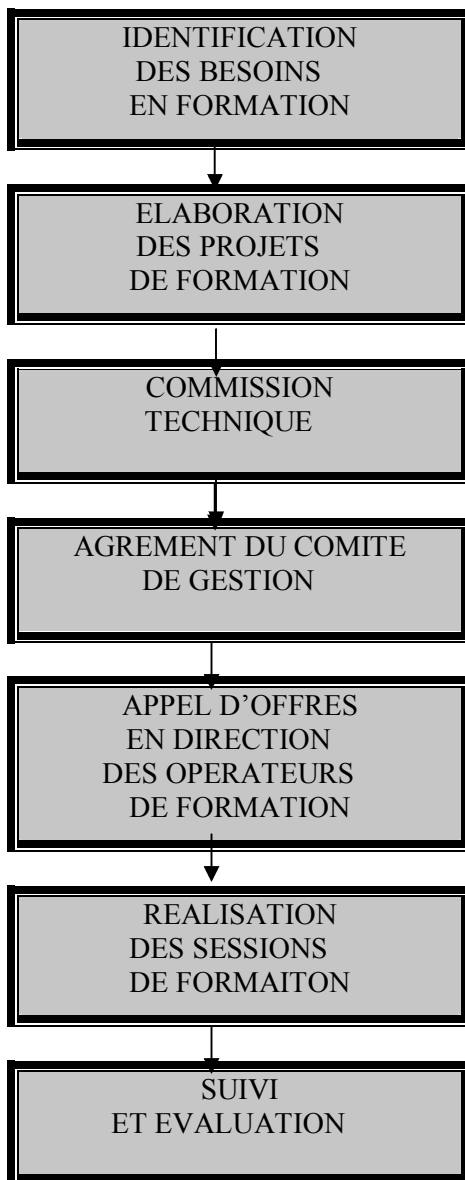 IDENTIFICATION
DES BESOINS
EN FORMATION
ELABORATION
DES PROJETS
DE FORMATION
COMMISSION
TECHNIQUE
AGREMENT DU COMITE
DE GESTION
APPEL D’OFFRES
EN DIRECTION
DES OPERATEURS
DE FORMATION
REALISATION
DES SESSIONS
DE FORMAITON
SUIVI
ET EVALUATION